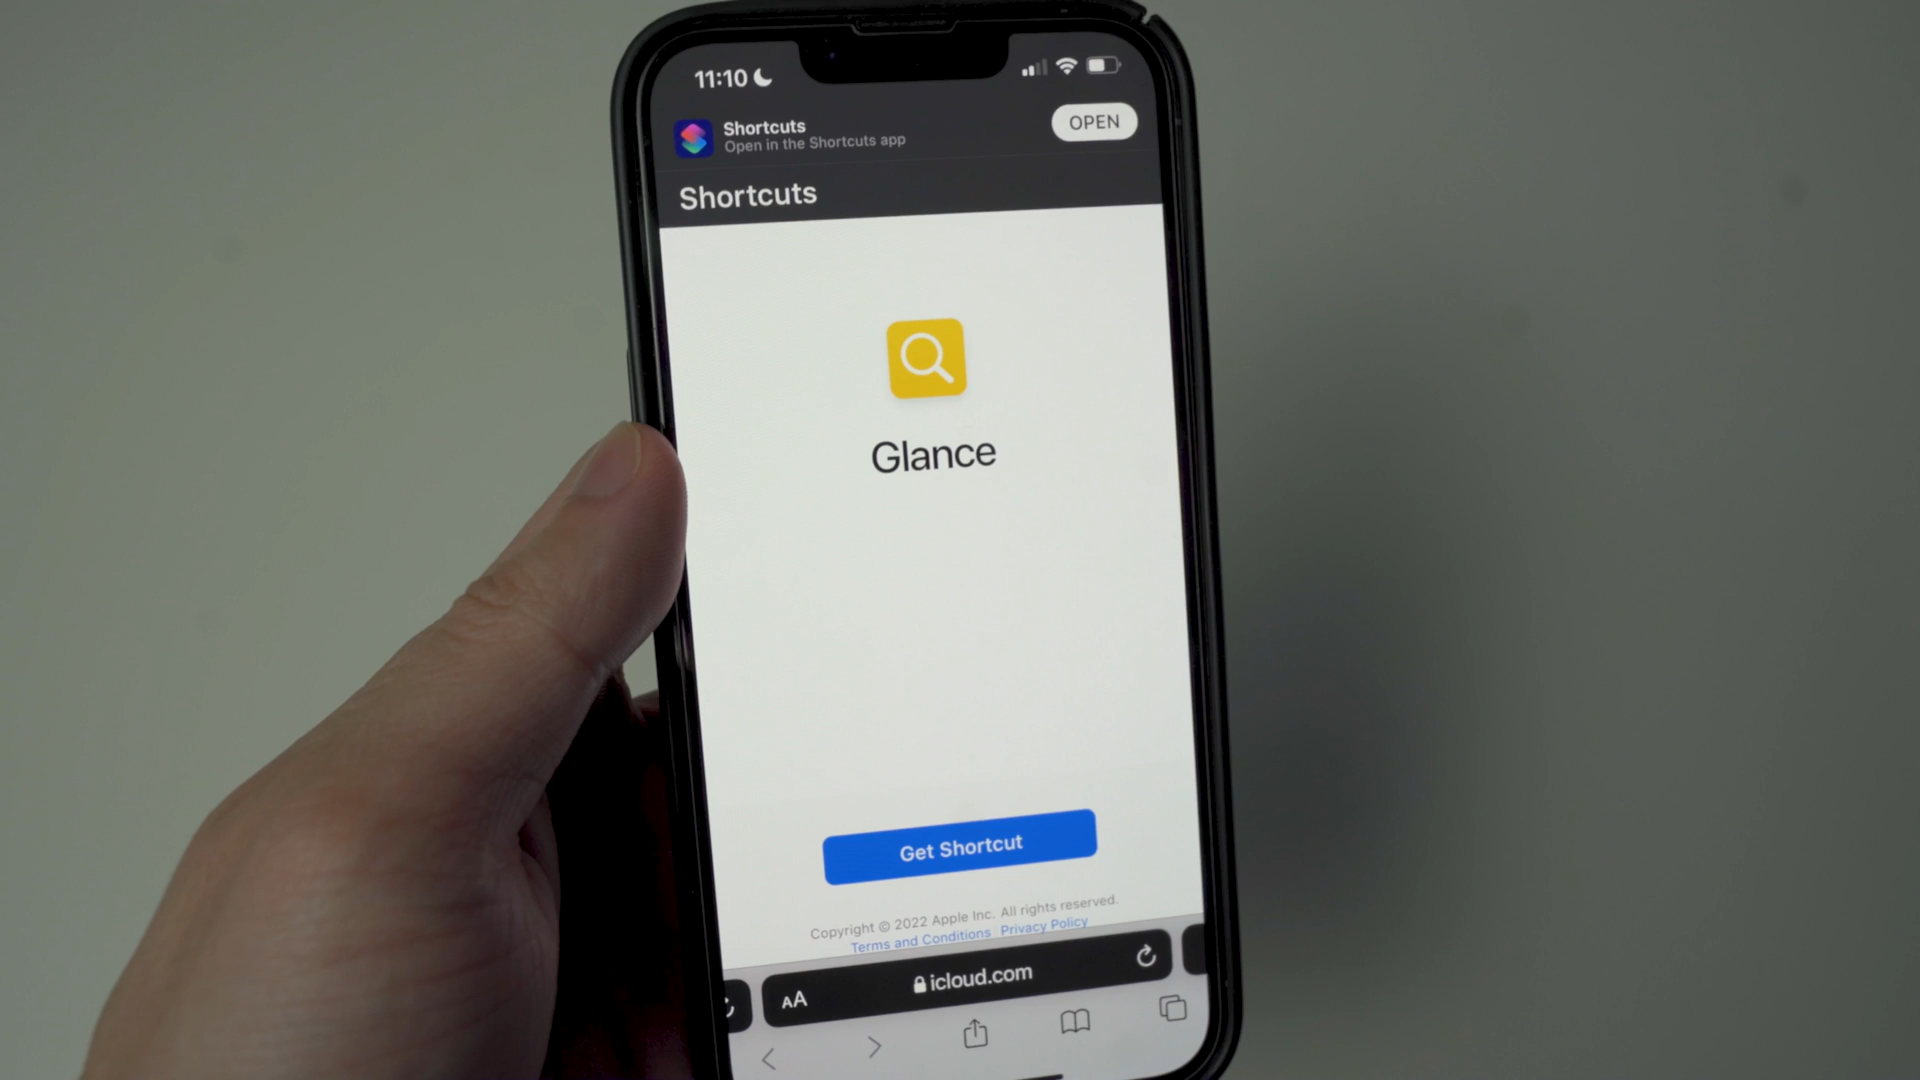 11:10
Shortcuts
Open in the Shortcuts app
OPEN
Shortcuts
Glance
Get Shortcut
Copyright © 2022 Apple Inc. All rights reserved.
Terms and Conditions | Privacy Policy
AA icloud.com